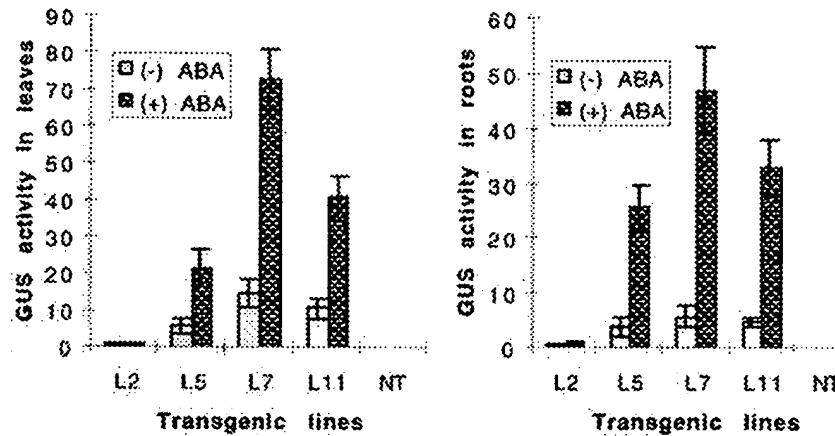 GUS activity in leaves
90
80
70
60
50
40
30
20
10
0
(-) ABA
(+) ABA
L2 L5 L7 L11 NT
Transgenic lines
GUS activity in roots
60
50
40
30
20
10
0
(-) ABA
(+) ABA
L2 L5 L7 L11 NT
Transgenic lines